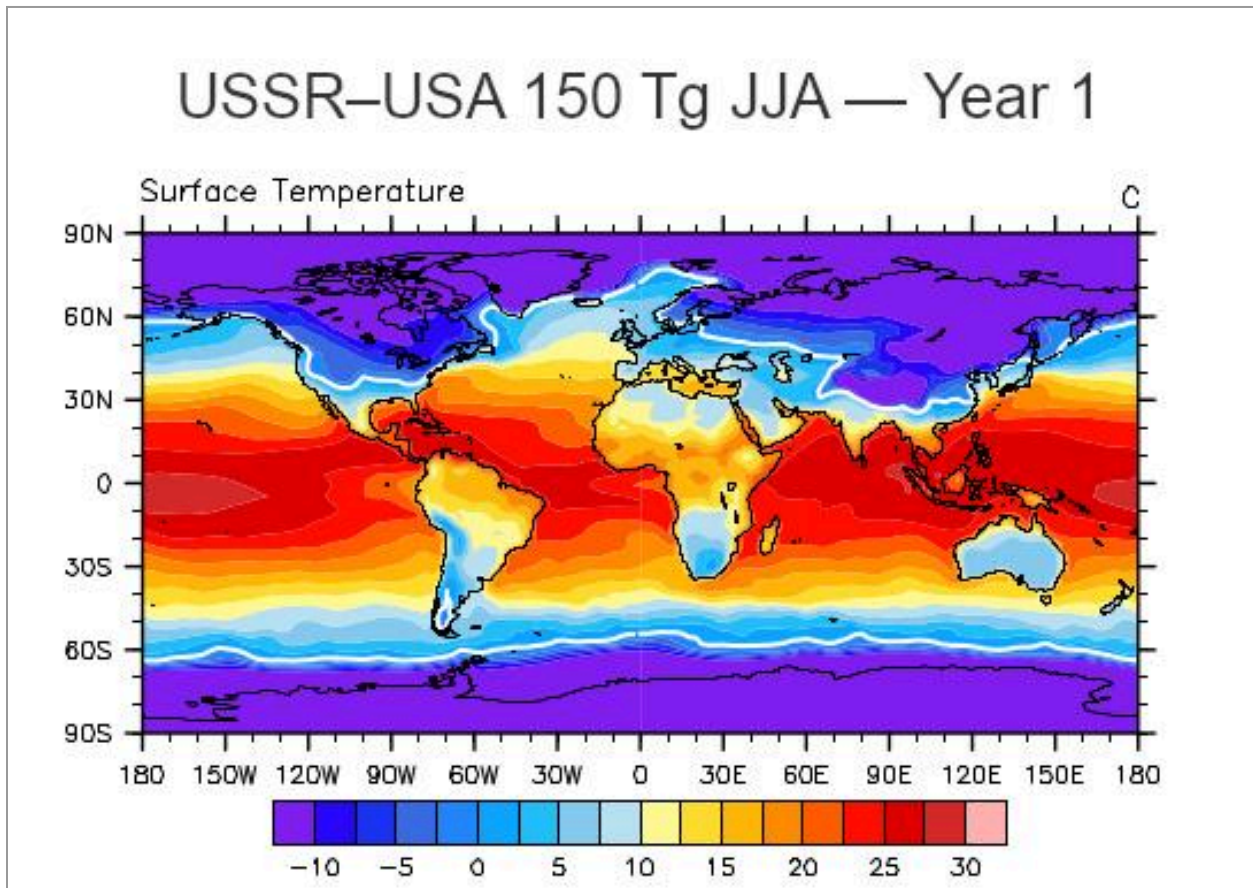 USSR–USA 150 Tg JJA — Year 1
Surface Temperature C
90N
60N
30N
0
30S
60S
90S
180 150W 120W 90W 60W 30W 0 30E 60E 90E 120E 150E 180
−10 −5 0 5 10 15 20 25 30